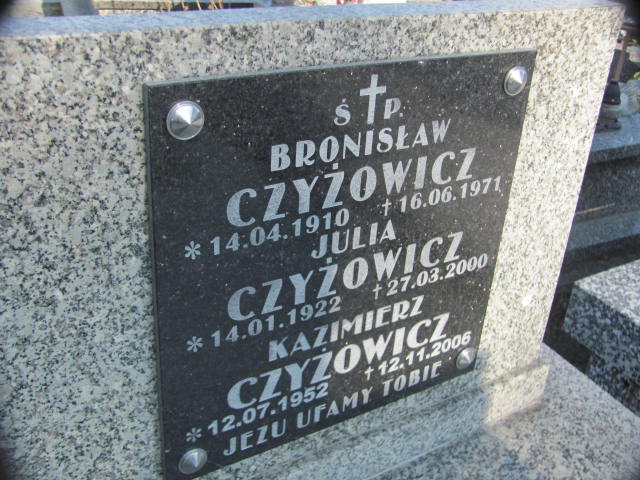 Ś † P.
BRONISŁAW
CZYŻOWICZ
* 14.04.1910 † 16.06.1971
JULIA
CZYŻOWICZ
* 14.01.1922 † 27.03.2000
KAZIMIERZ
CZYŻOWICZ
* 12.07.1952 † 12.11.2006
JEZU UFAMY TOBIE